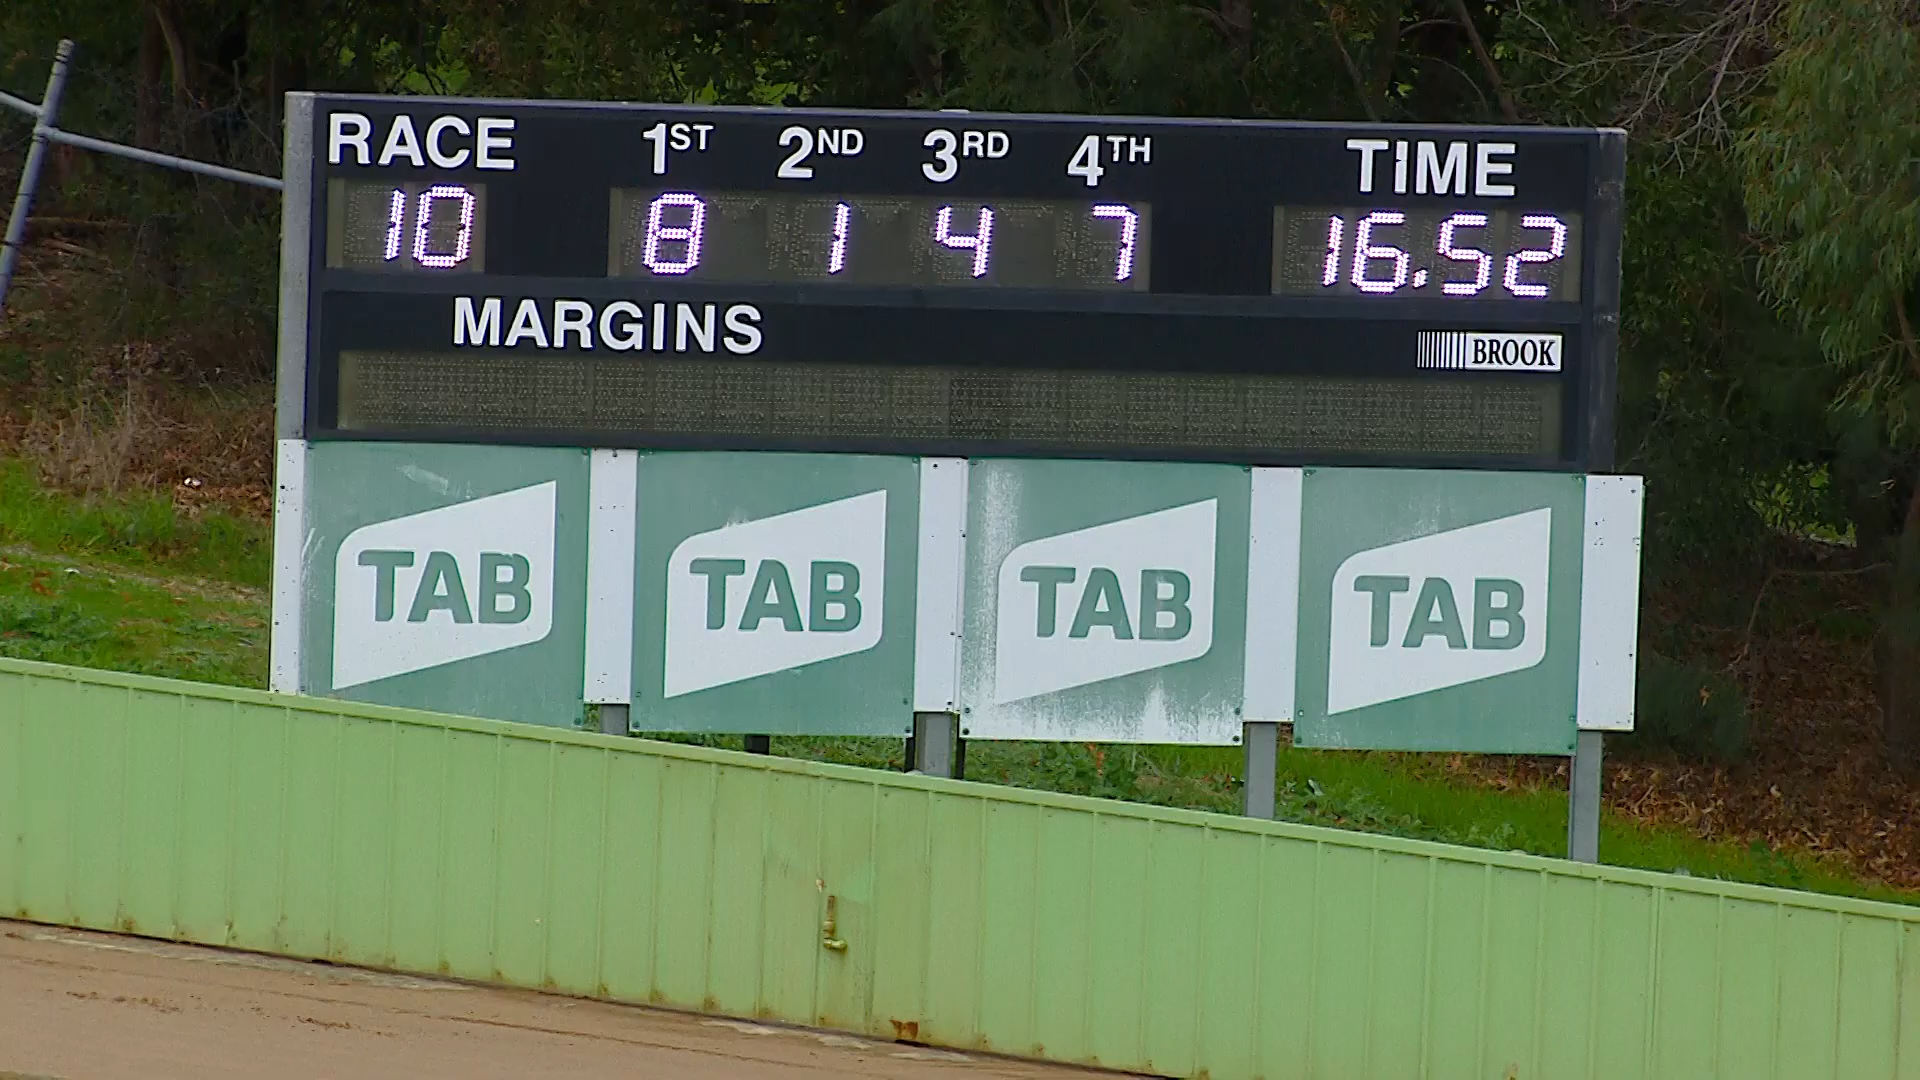 RACE 1ST 2ND 3RD 4TH TIME
10 8 1 4 7 16.52
MARGINS
BROOK
TAB TAB TAB TAB